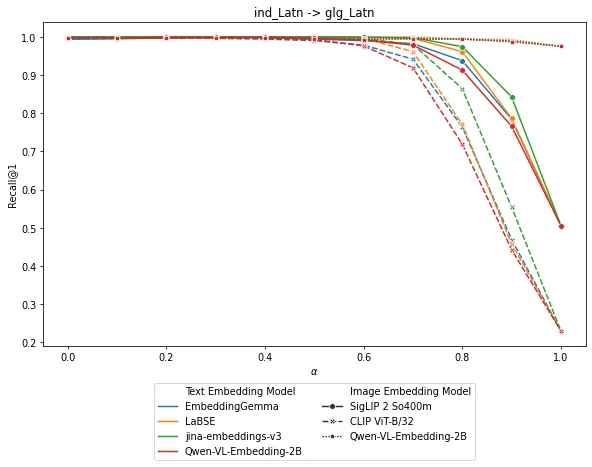 ind_Latn -> glg_Latn
Recall@1
1.0
0.9
0.8
0.7
0.6
0.5
0.4
0.3
0.2
0.0 0.2 0.4 0.6 0.8 1.0
α
Text Embedding Model
EmbeddingGemma
LaBSE
jina-embeddings-v3
Qwen-VL-Embedding-2B
Image Embedding Model
SigLIP 2 So400m
CLIP ViT-B/32
Qwen-VL-Embedding-2B